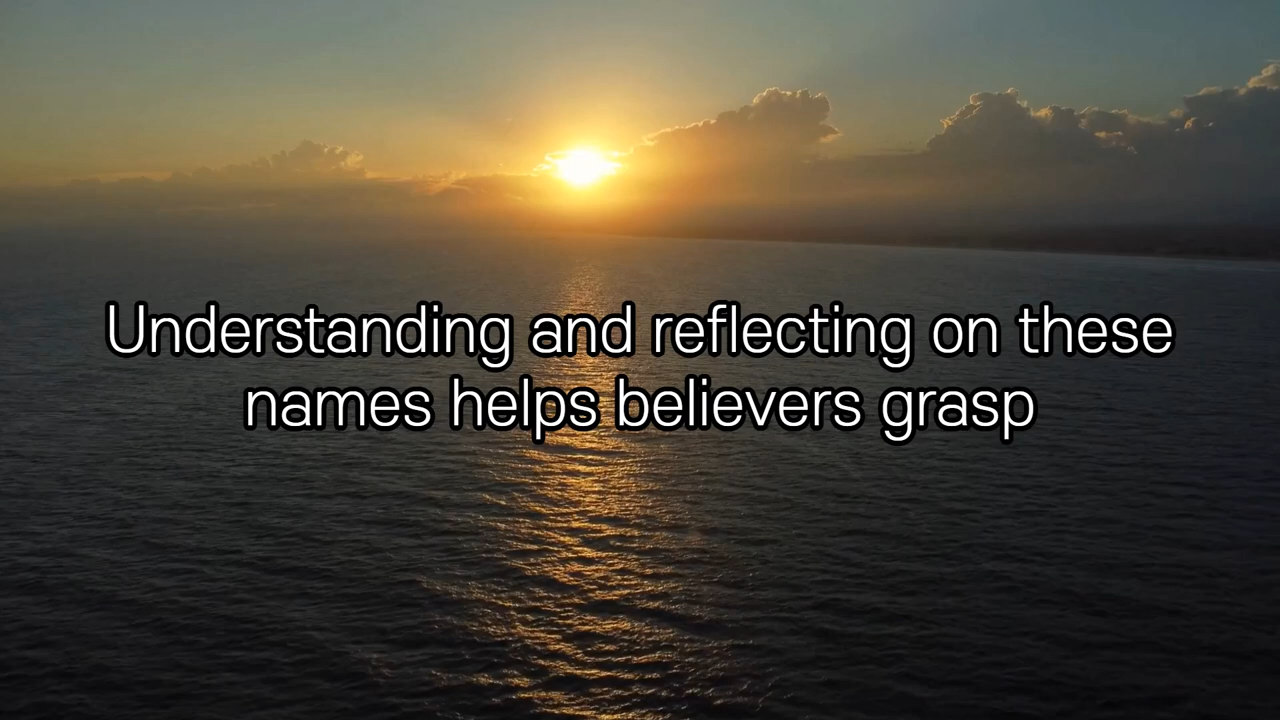 Understanding and reflecting on these
names helps believers grasp